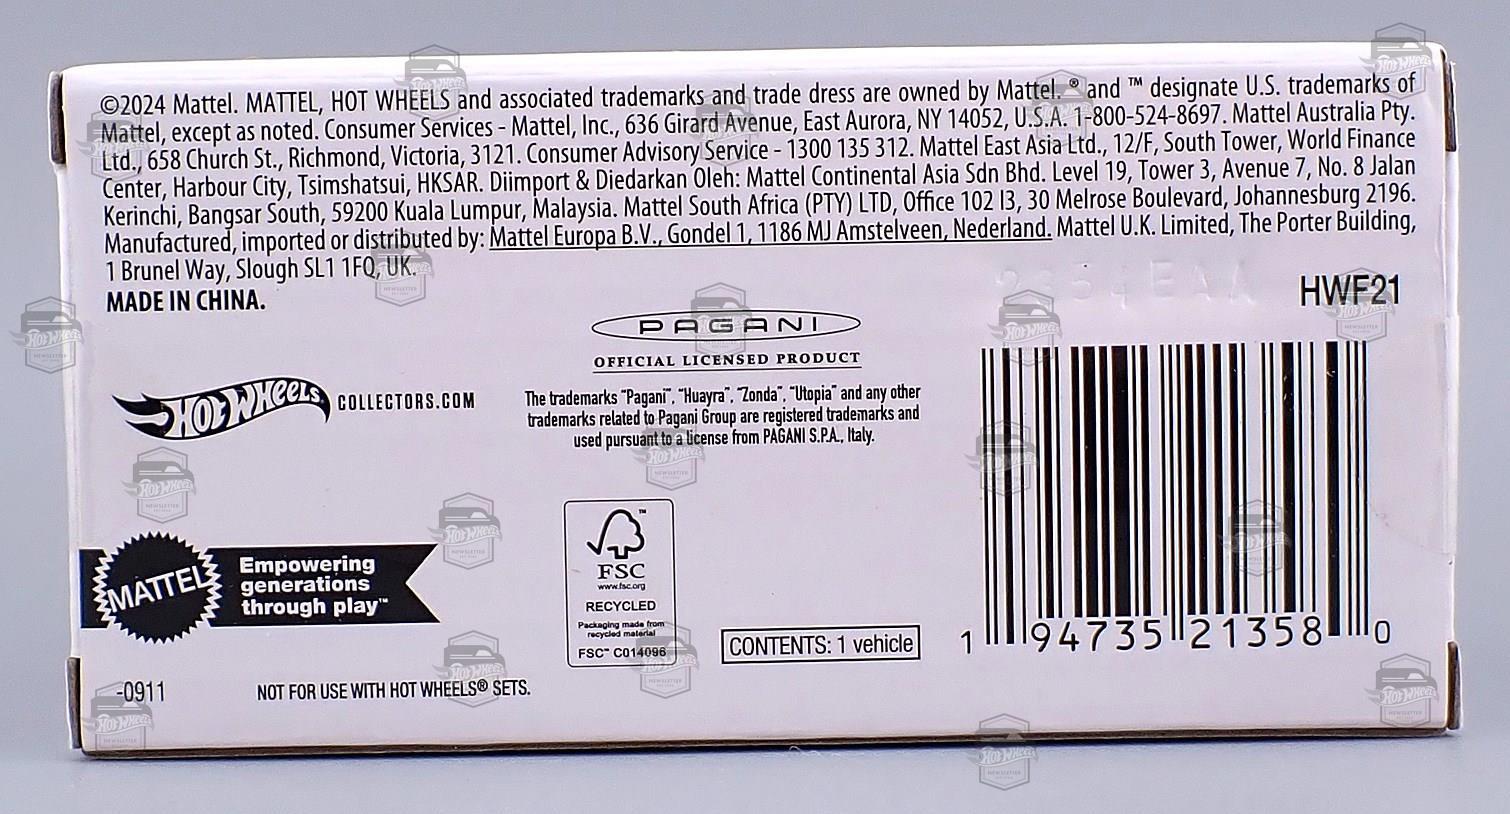 ©2024 Mattel. MATTEL, HOT WHEELS and associated trademarks and trade dress are owned by Mattel. ® and ™ designate U.S. trademarks of
Mattel, except as noted. Consumer Services - Mattel, Inc., 636 Girard Avenue, East Aurora, NY 14052, U.S.A. 1-800-524-8697. Mattel Australia Pty.
Ltd., 658 Church St., Richmond, Victoria, 3121. Consumer Advisory Service - 1300 135 312. Mattel East Asia Ltd., 12/F, South Tower, World Finance
Center, Harbour City, Tsimshatsui, HKSAR. Diimport & Diedarkan Oleh: Mattel Continental Asia Sdn Bhd. Level 19, Tower 3, Avenue 7, No. 8 Jalan
Kerinchi, Bangsar South, 59200 Kuala Lumpur, Malaysia. Mattel South Africa (PTY) LTD, Office 102 I3, 30 Melrose Boulevard, Johannesburg 2196.
Manufactured, imported or distributed by: Mattel Europa B.V., Gondel 1, 1186 MJ Amstelveen, Nederland. Mattel U.K. Limited, The Porter Building,
1 Brunel Way, Slough SL1 1FQ, UK.
MADE IN CHINA.
HWF21
PAGANI
OFFICIAL LICENSED PRODUCT
The trademarks "Pagani", "Huayra", "Zonda", "Utopia" and any other
trademarks related to Pagani Group are registered trademarks and
used pursuant to a license from PAGANI S.P.A., Italy.
HOT WHEELS COLLECTORS.COM
MATTEL
Empowering
generations
through play™
FSC™
www.fsc.org
RECYCLED
Packaging made from
recycled material
FSC™ C014096
CONTENTS: 1 vehicle
1 94735 21358 0
-0911
NOT FOR USE WITH HOT WHEELS® SETS.